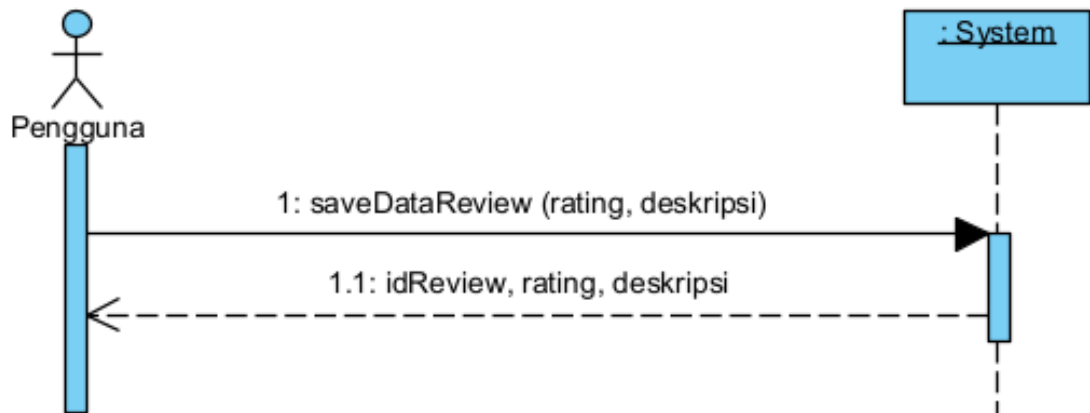 : System
Pengguna
1: saveDataReview (rating, deskripsi)
1.1: idReview, rating, deskripsi